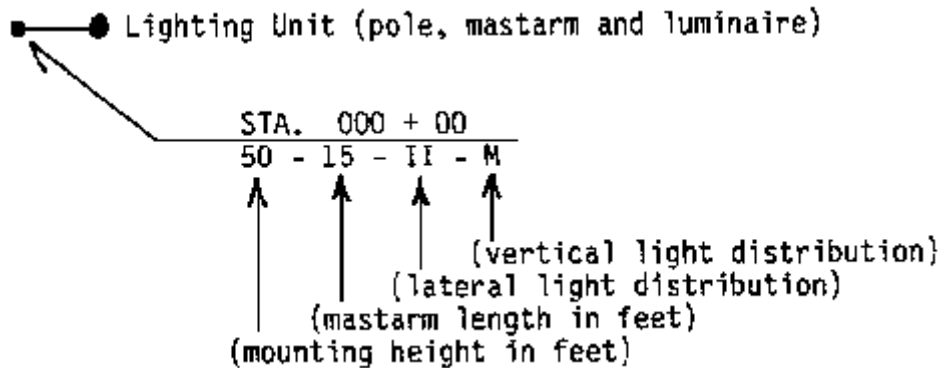 Lighting Unit (pole, mastarm and luminaire)
STA. 000 + 00
50 - 15 - II - M
(vertical light distribution)
(lateral light distribution)
(mastarm length in feet)
(mounting height in feet)